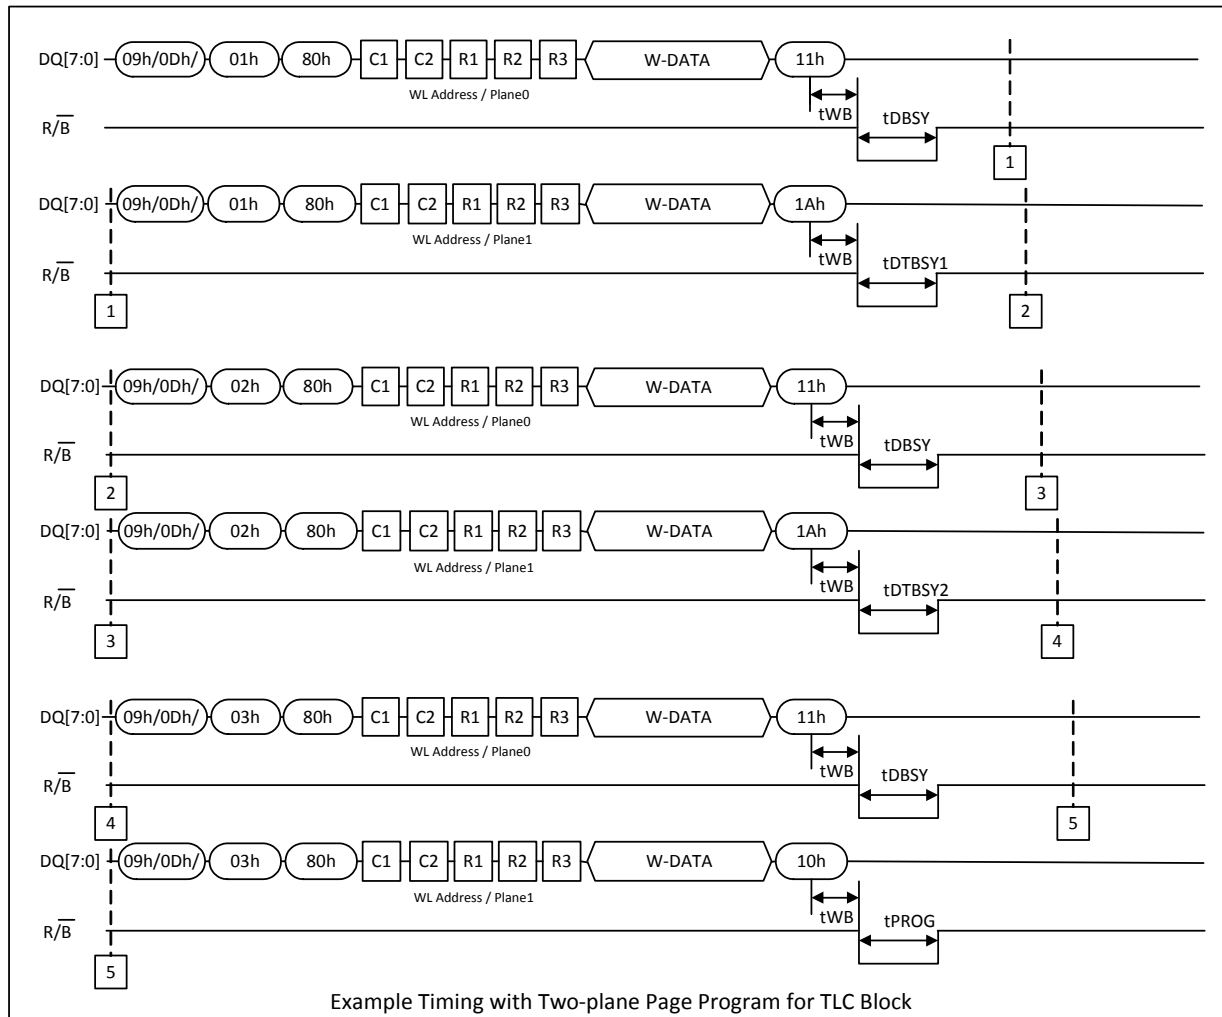 DQ[7:0] 09h/0Dh/ 01h 80h C1 C2 R1 R2 R3 W-DATA 11h
WL Address / Plane0
tWB
tDBSY
R/B
1
DQ[7:0] 09h/0Dh/ 01h 80h C1 C2 R1 R2 R3 W-DATA 1Ah
WL Address / Plane1
tWB
tDTBSY1
R/B
1
2
DQ[7:0] 09h/0Dh/ 02h 80h C1 C2 R1 R2 R3 W-DATA 11h
WL Address / Plane0
tWB
tDBSY
R/B
2
3
DQ[7:0] 09h/0Dh/ 02h 80h C1 C2 R1 R2 R3 W-DATA 1Ah
WL Address / Plane1
tWB
tDTBSY2
R/B
3
4
DQ[7:0] 09h/0Dh/ 03h 80h C1 C2 R1 R2 R3 W-DATA 11h
WL Address / Plane0
tWB
tDBSY
R/B
4
5
DQ[7:0] 09h/0Dh/ 03h 80h C1 C2 R1 R2 R3 W-DATA 10h
WL Address / Plane1
tWB
tPROG
R/B
5
Example Timing with Two-plane Page Program for TLC Block